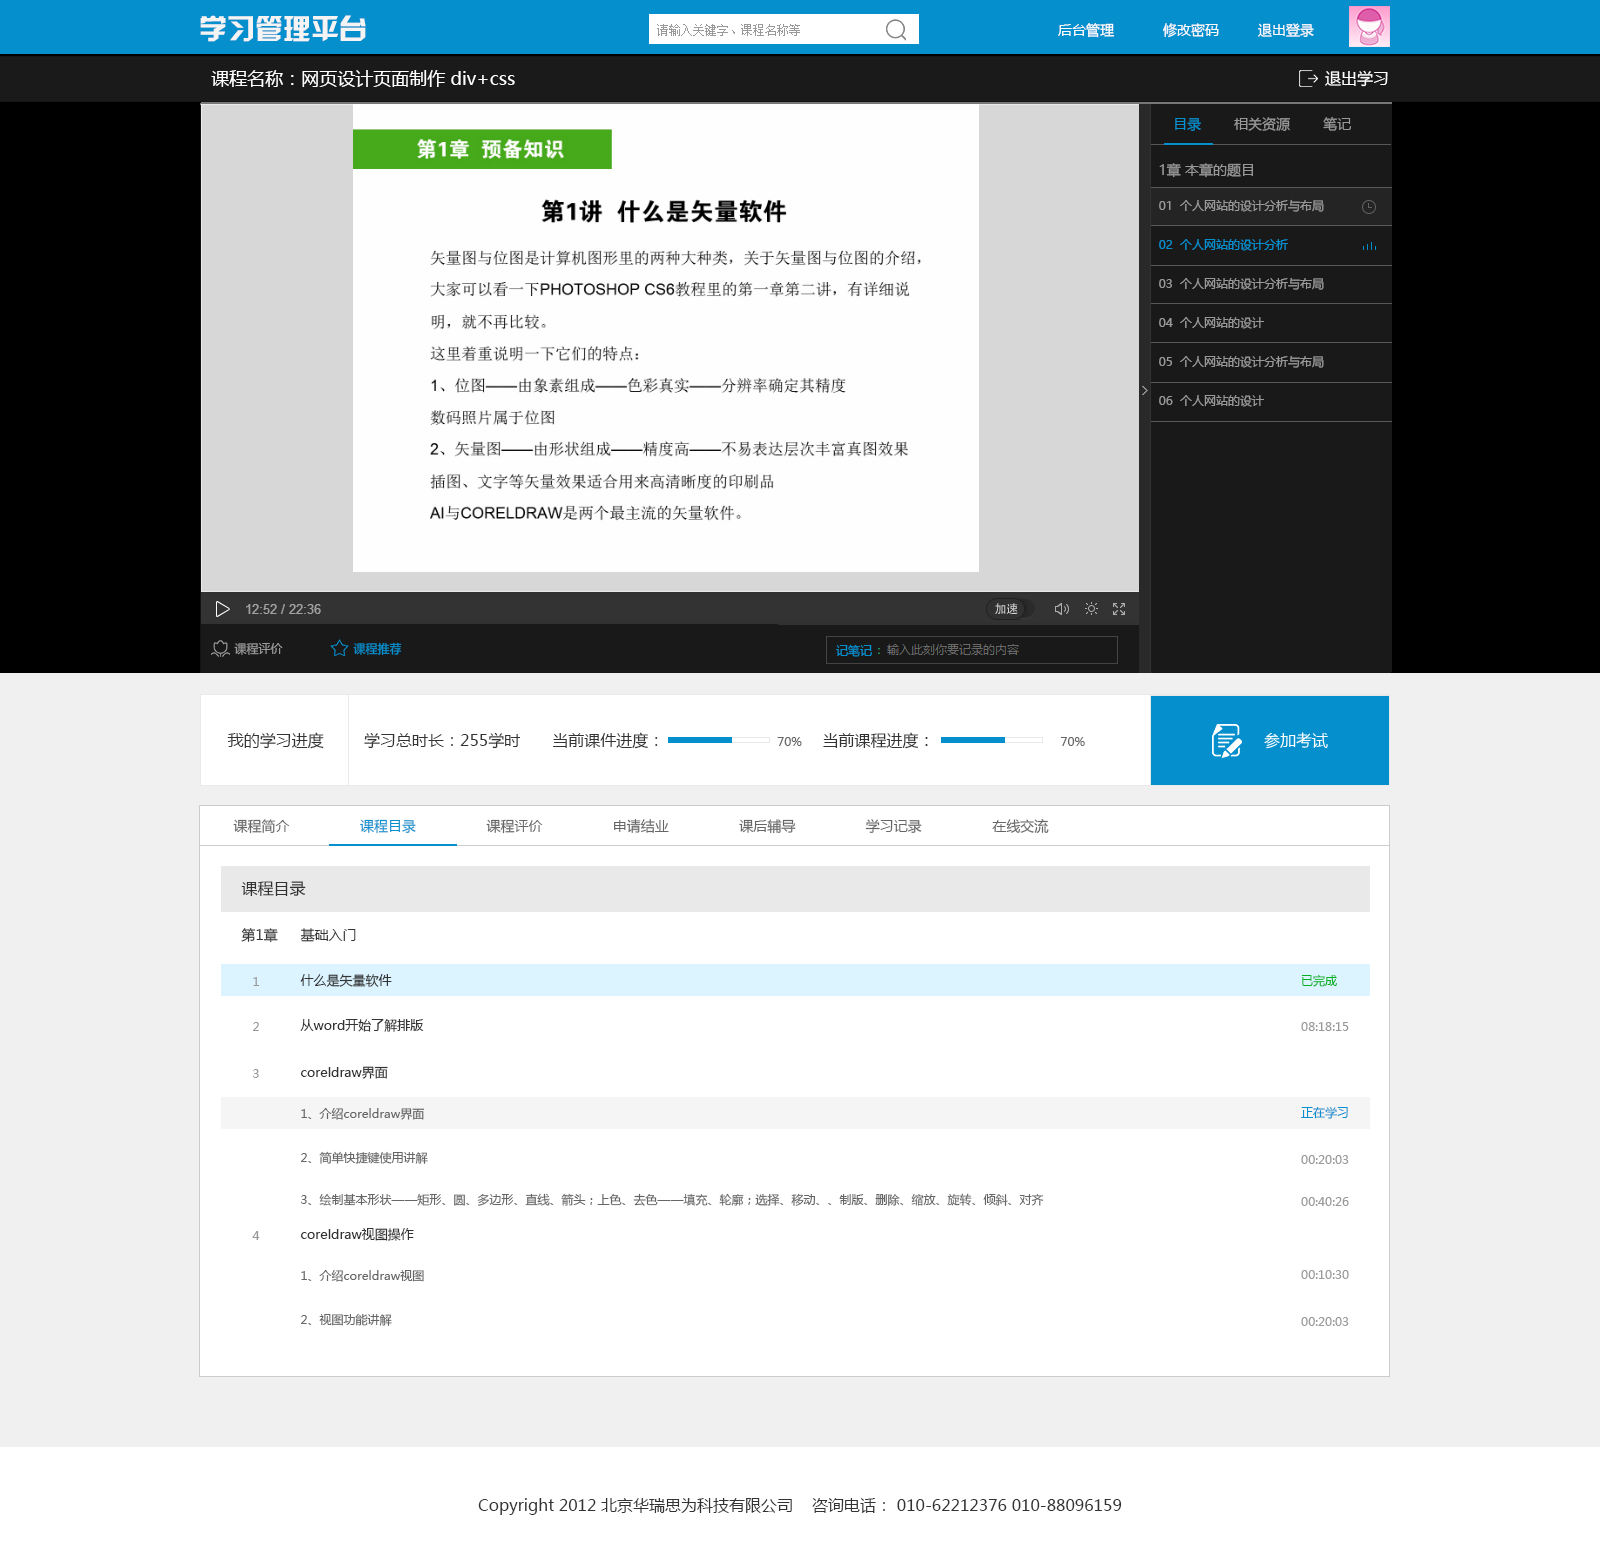 学习管理平台
请输入关键字、课程名称等
后台管理
修改密码
退出登录
课程名称：网页设计页面制作 div+css
退出学习
第1章 预备知识
第1讲 什么是矢量软件
矢量图与位图是计算机图形里的两种大种类，关于矢量图与位图的介绍，
大家可以看一下PHOTOSHOP CS6教程里的第一章第二讲，有详细说
明，就不再比较。
这里着重说明一下它们的特点：
1、位图——由象素组成——色彩真实——分辨率确定其精度
数码照片属于位图
2、矢量图——由形状组成——精度高——不易表达层次丰富真图效果
插图、文字等矢量效果适合用来高清晰度的印刷品
AI与CORELDRAW是两个最主流的矢量软件。
目录
相关资源
笔记
1章 本章的题目
01 个人网站的设计分析与布局
02 个人网站的设计分析
03 个人网站的设计分析与布局
04 个人网站的设计
05 个人网站的设计分析与布局
06 个人网站的设计
12:52 / 22:36
加速
课程评价
课程推荐
记笔记：输入此刻你要记录的内容
我的学习进度
学习总时长：255学时
当前课件进度：
70%
当前课程进度：
70%
参加考试
课程简介
课程目录
课程评价
申请结业
课后辅导
学习记录
在线交流
课程目录
第1章 基础入门
1 什么是矢量软件 已完成
2 从word开始了解排版 08:18:15
3 coreldraw界面
1、介绍coreldraw界面 正在学习
2、简单快捷键使用讲解 00:20:03
3、绘制基本形状——矩形、圆、多边形、直线、箭头；上色、去色——填充、轮廓；选择、移动、、制版、删除、缩放、旋转、倾斜、对齐 00:40:26
4 coreldraw视图操作
1、介绍coreldraw视图 00:10:30
2、视图功能讲解 00:20:03
Copyright 2012 北京华瑞思为科技有限公司 咨询电话： 010-62212376 010-88096159